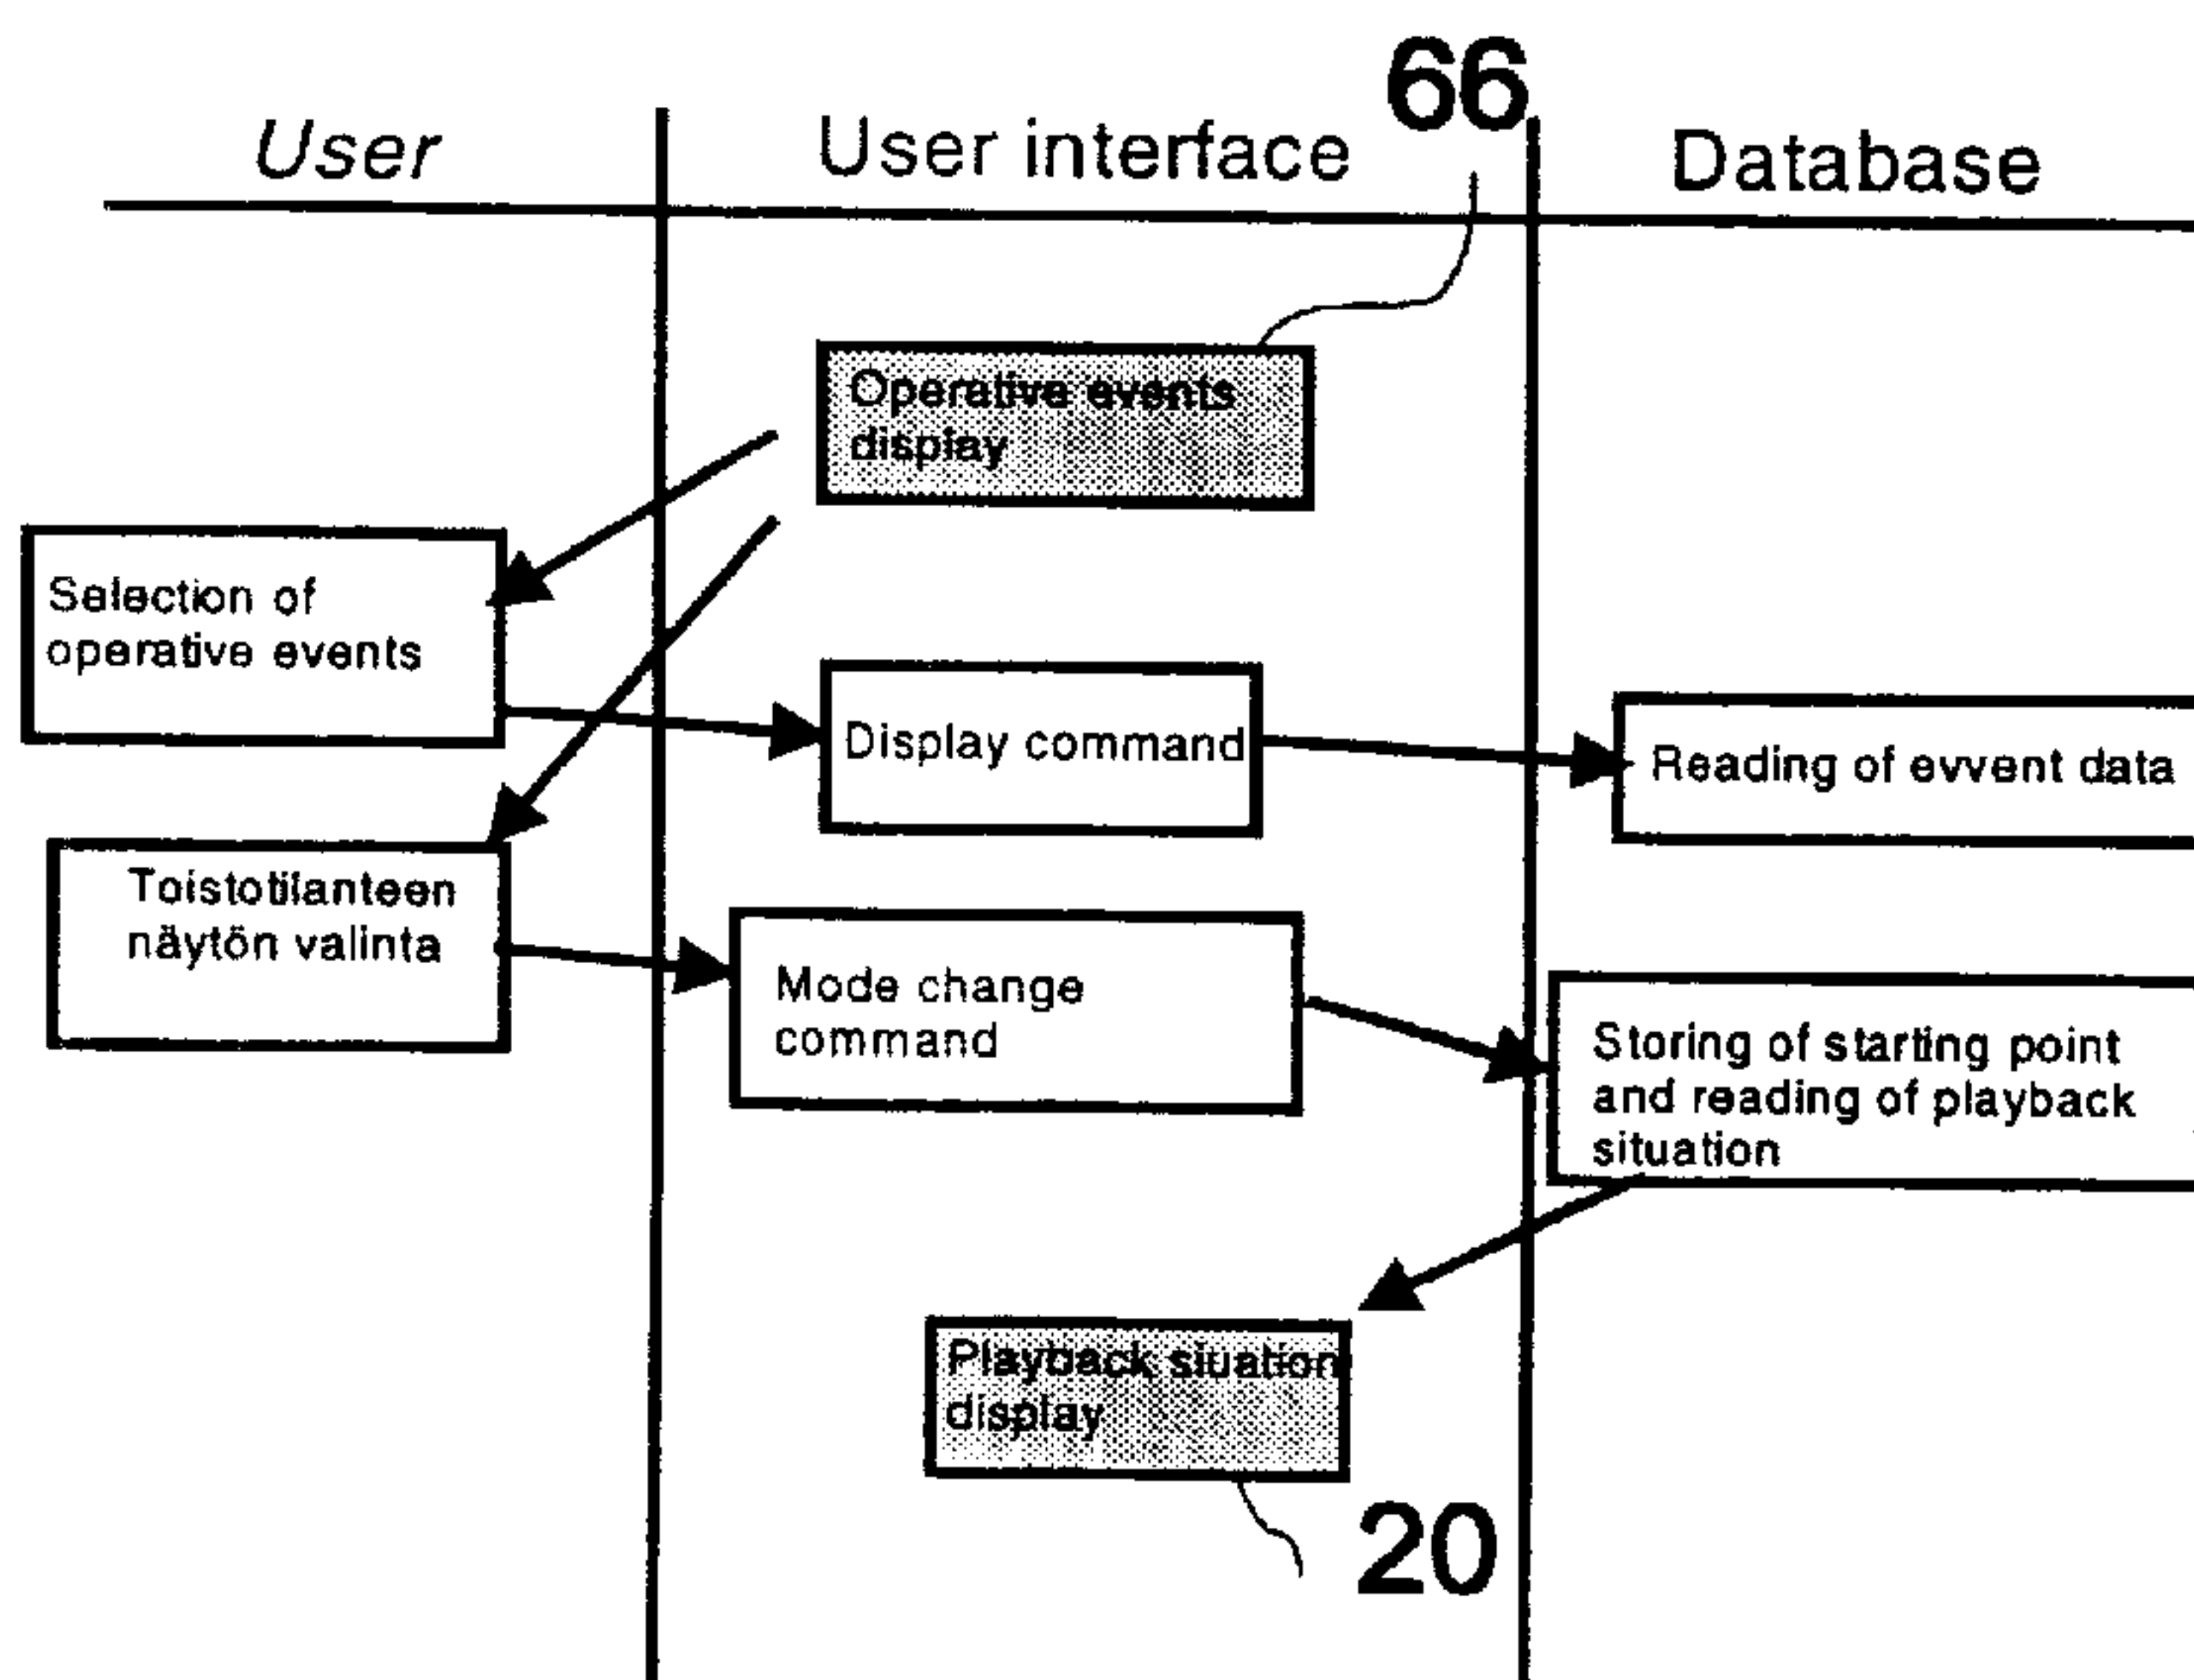 66
User
User interface
Database
Operative events
display
Selection of
operative events
Display command
Reading of evvent data
Toistotilanteen
näytön valinta
Mode change
command
Storing of starting point
and reading of playback
situation
Playback siuation
display
20